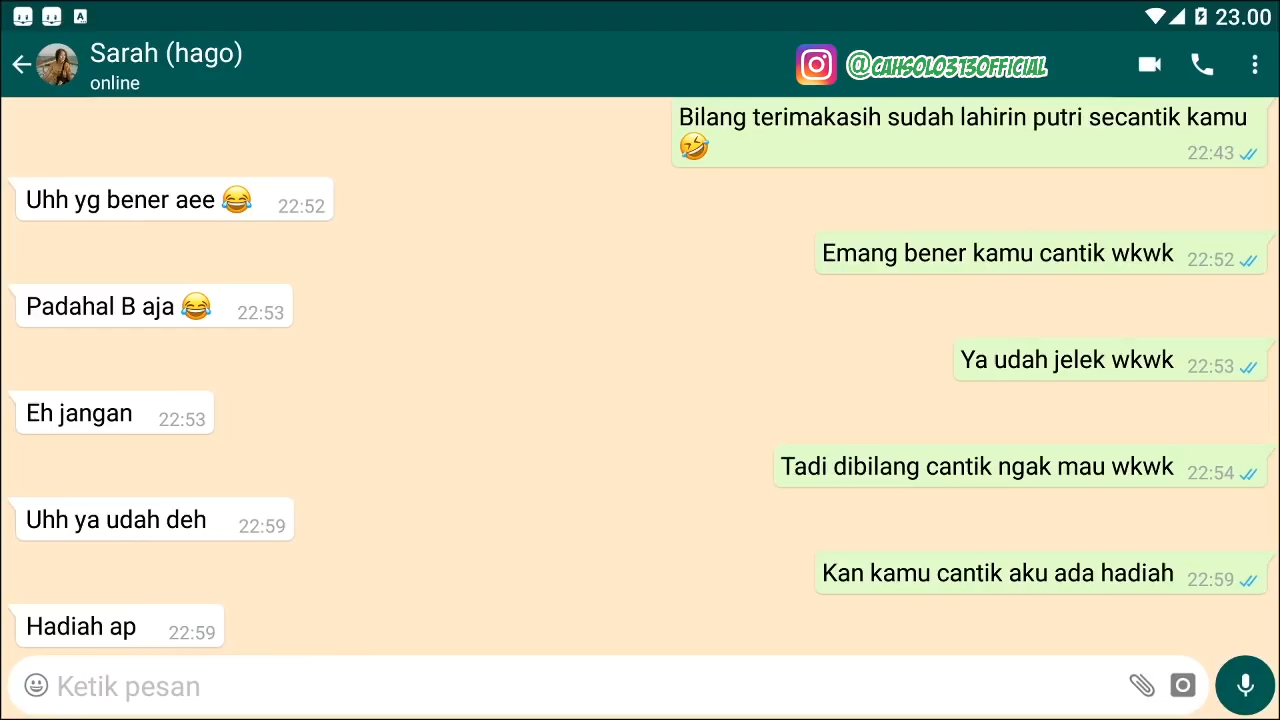 A
23.00
Sarah (hago)
online
@CAHSOLO313OFFICIAL
Bilang terimakasih sudah lahirin putri secantik kamu
🤣 22:43
Uhh yg bener aee 😂 22:52
Emang bener kamu cantik wkwk 22:52
Padahal B aja 😂 22:53
Ya udah jelek wkwk 22:53
Eh jangan 22:53
Tadi dibilang cantik ngak mau wkwk 22:54
Uhh ya udah deh 22:59
Kan kamu cantik aku ada hadiah 22:59
Hadiah ap 22:59
Ketik pesan